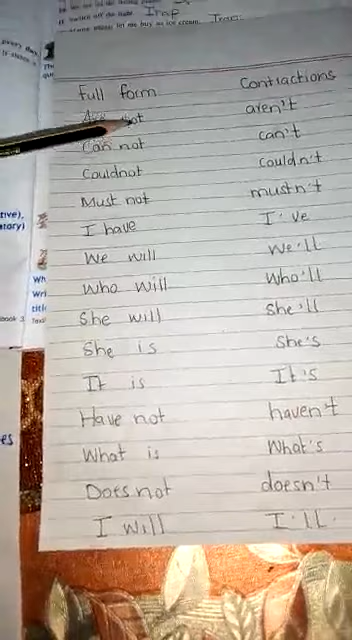 Full form Contractions
Are not aren't
Can not can't
Couldnot couldn't
Must not mustn't
I have I've
We will We'll
Who will Who'll
She will She'll
She is She's
It is It's
Have not haven't
What is What's
Does not doesn't
I will I'll.